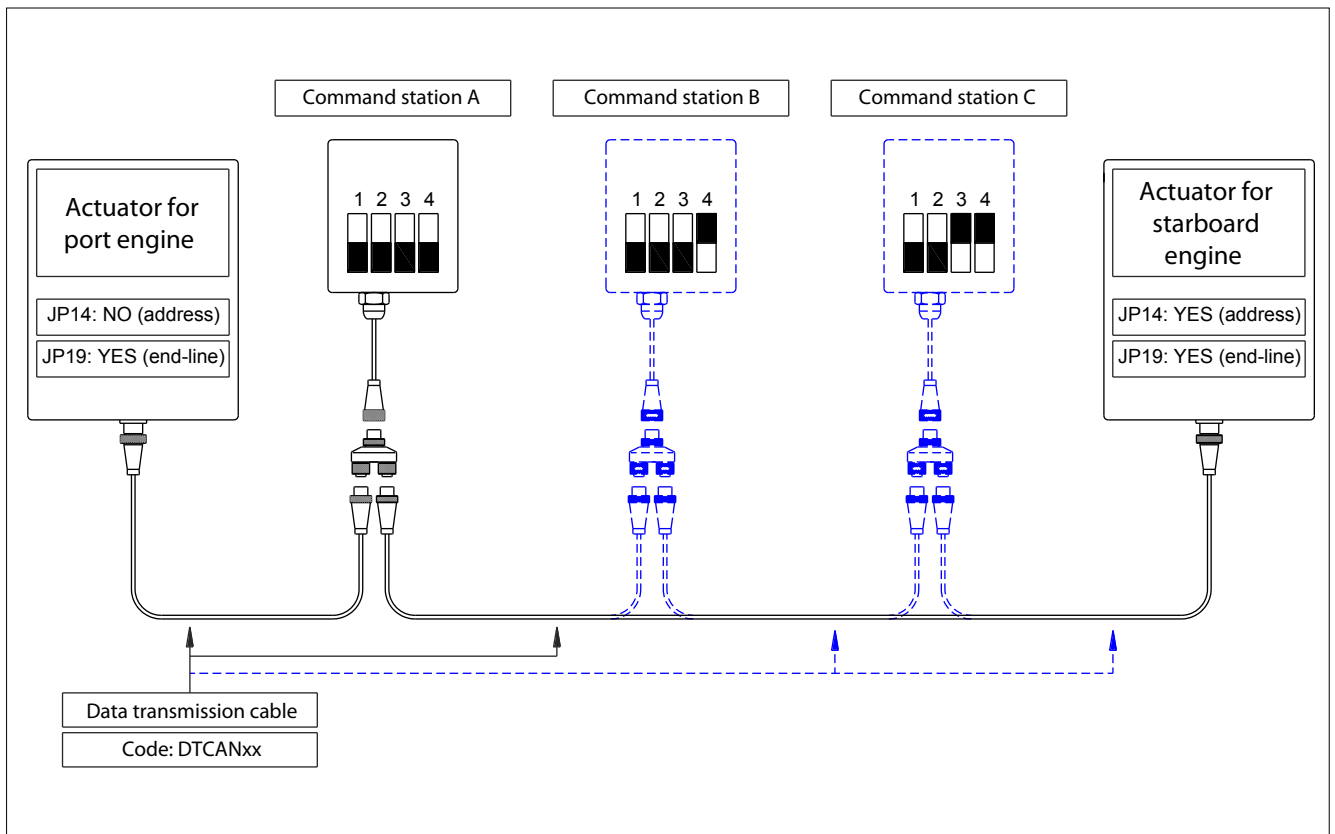 Command station A
Command station B
Command station C
Actuator for
port engine
JP14: NO (address)
JP19: YES (end-line)
1 2 3 4
1 2 3 4
1 2 3 4
Actuator for
starboard
engine
JP14: YES (address)
JP19: YES (end-line)
Data transmission cable
Code: DTCANxx